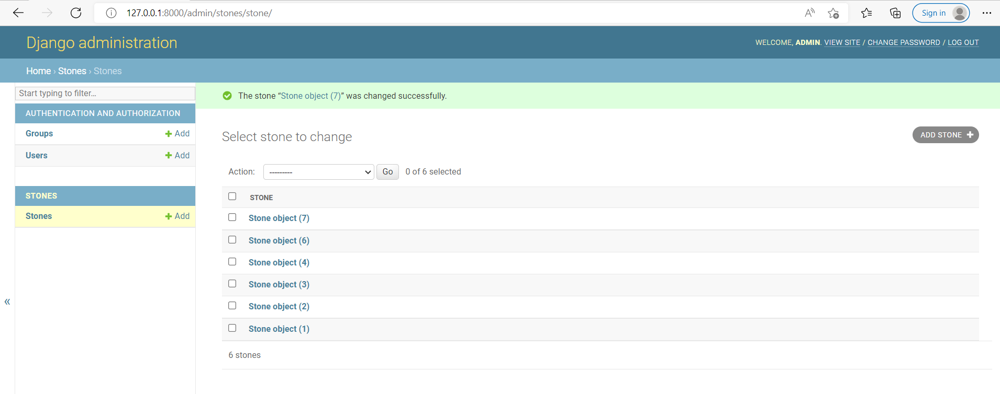 127.0.0.1:8000/admin/stones/stone/
Sign in
Django administration
WELCOME, ADMIN. VIEW SITE / CHANGE PASSWORD / LOG OUT
Home › Stones › Stones
Start typing to filter...
The stone “Stone object (7)” was changed successfully.
AUTHENTICATION AND AUTHORIZATION
Groups + Add
Users + Add
STONES
Stones + Add
«
Select stone to change
ADD STONE +
Action: --------- Go 0 of 6 selected
STONE
Stone object (7)
Stone object (6)
Stone object (4)
Stone object (3)
Stone object (2)
Stone object (1)
6 stones